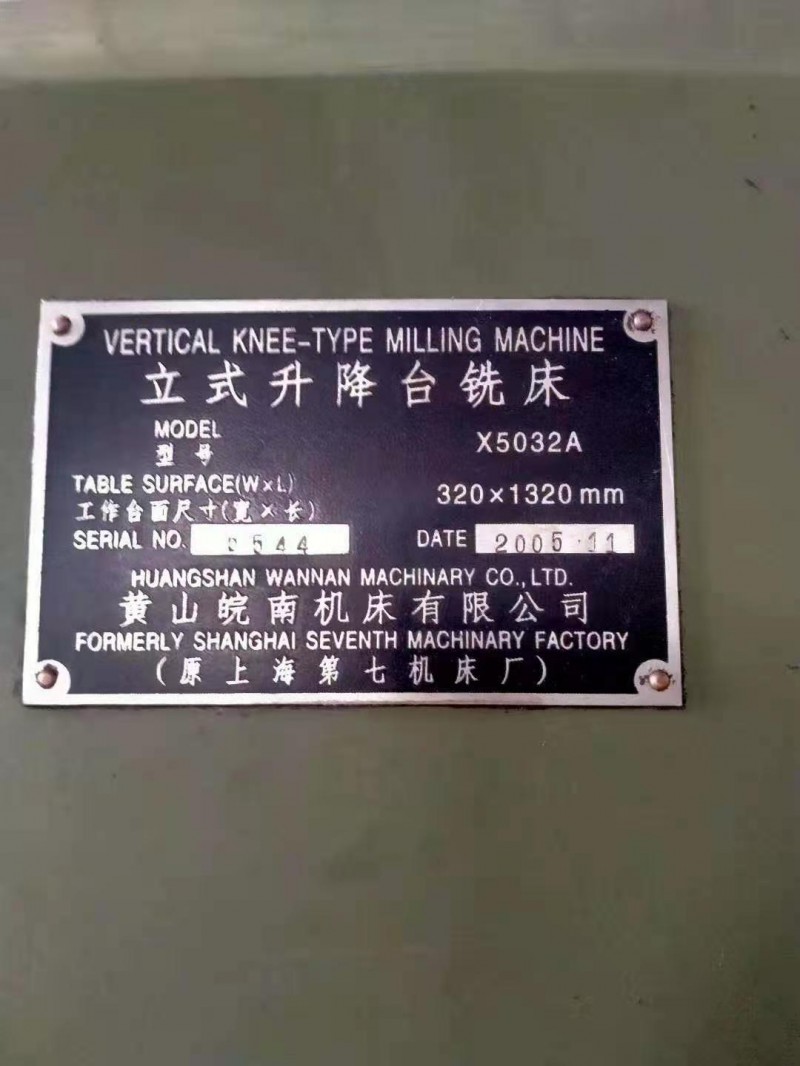 VERTICAL KNEE-TYPE MILLING MACHINE
立式升降台铣床
MODEL
型号 X5032A
TABLE SURFACE(W×L)
工作台面尺寸(宽×长) 320×1320mm
SERIAL NO. DATE 2005.11
HUANGSHAN WANNAN MACHINARY CO.,LTD.
黄山皖南机床有限公司
FORMERLY SHANGHAI SEVENTH MACHINARY FACTORY
(原上海第七机床厂)